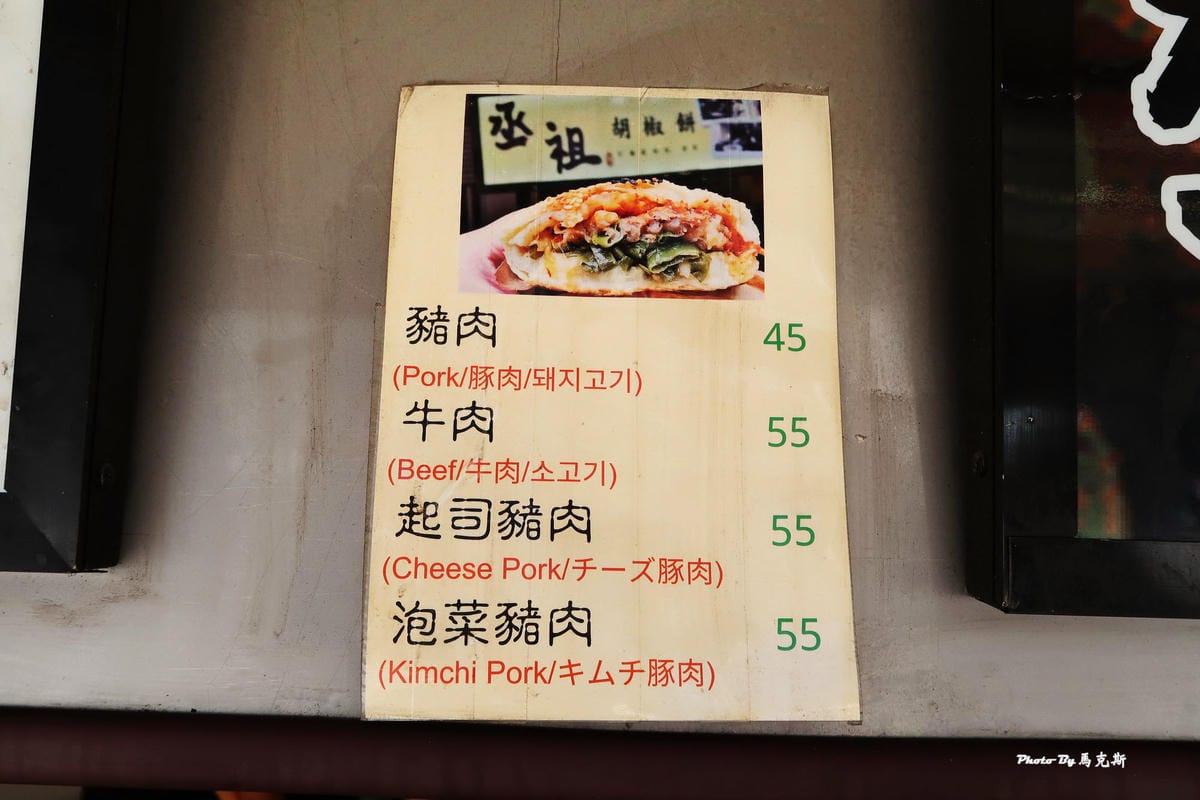 丞祖
胡椒餅
豬肉 45
(Pork/豚肉/돼지고기)
牛肉 55
(Beef/牛肉/소고기)
起司豬肉 55
(Cheese Pork/チーズ豚肉)
泡菜豬肉 55
(Kimchi Pork/キムチ豚肉)
Photo By 馬克斯